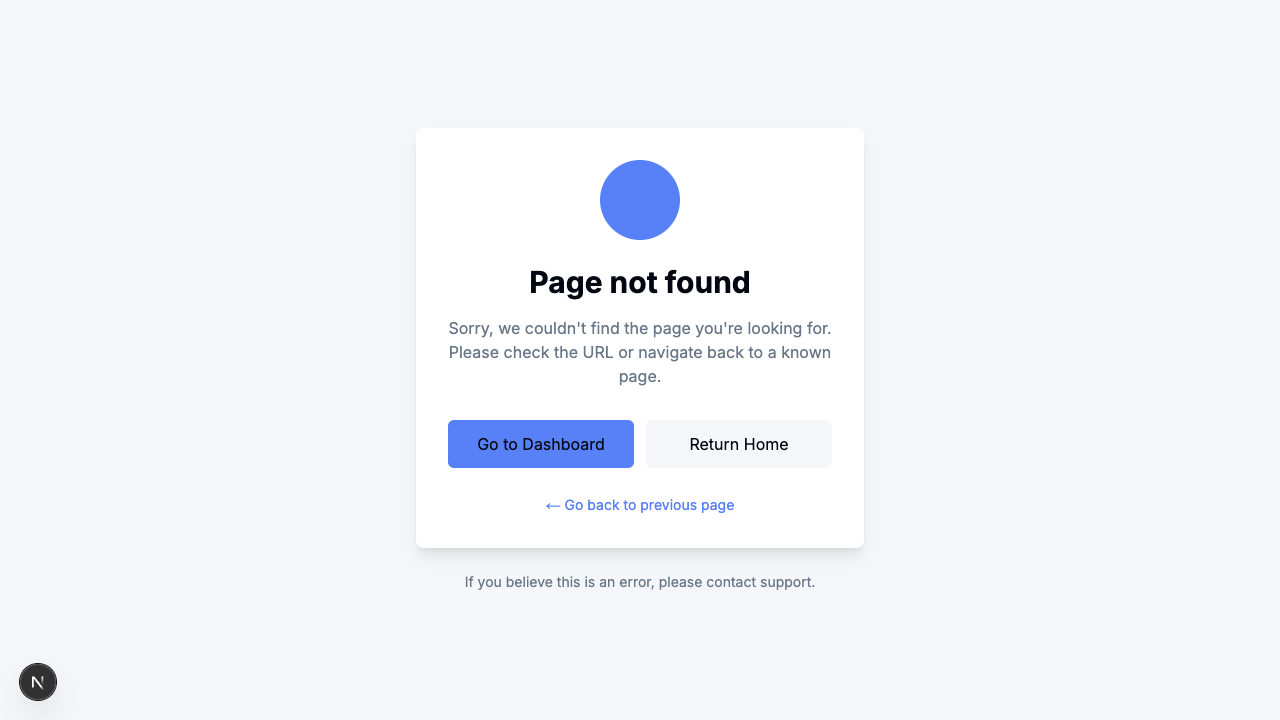 Page not found
Sorry, we couldn't find the page you're looking for.
Please check the URL or navigate back to a known
page.
Go to Dashboard
Return Home
← Go back to previous page
If you believe this is an error, please contact support.
N